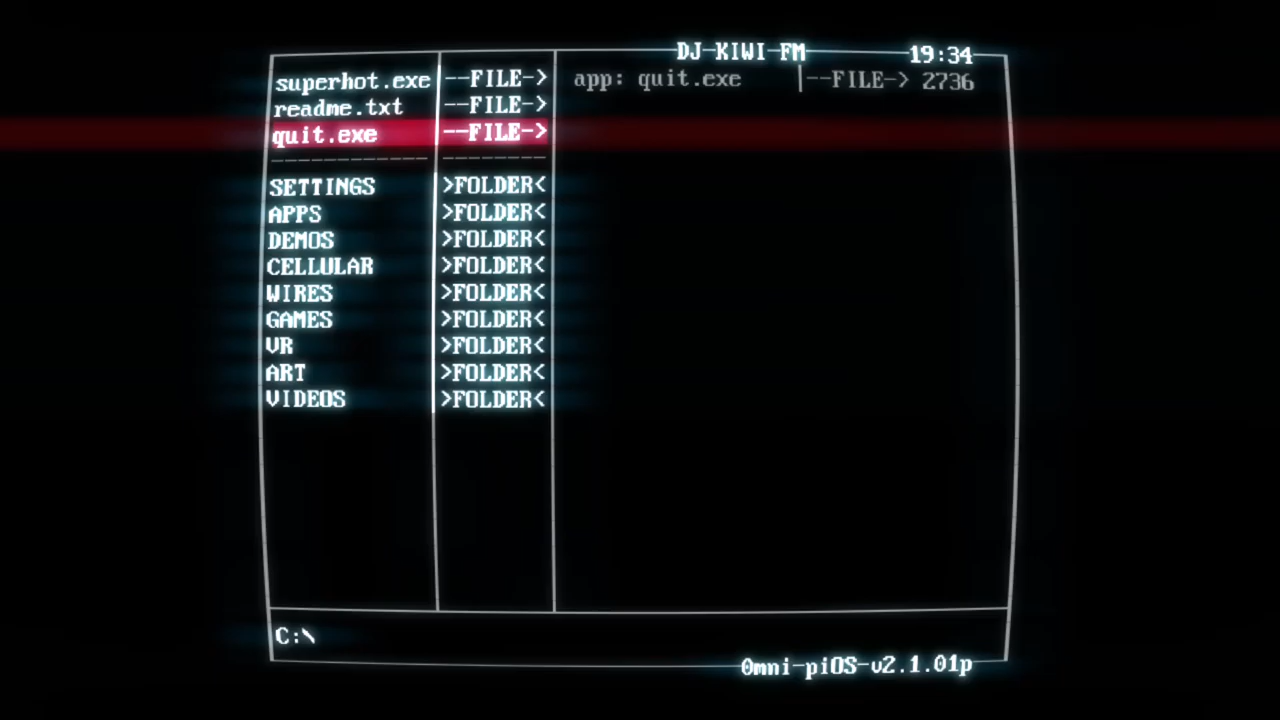 DJ-KIWI-FM 19:34
superhot.exe --FILE-> app: quit.exe |--FILE-> 2736
readme.txt --FILE->
quit.exe --FILE->
------------ --------
SETTINGS >FOLDER<
APPS >FOLDER<
DEMOS >FOLDER<
CELLULAR >FOLDER<
WIRES >FOLDER<
GAMES >FOLDER<
VR >FOLDER<
ART >FOLDER<
VIDEOS >FOLDER<
C:\
0mni-piOS-v2.1.01p